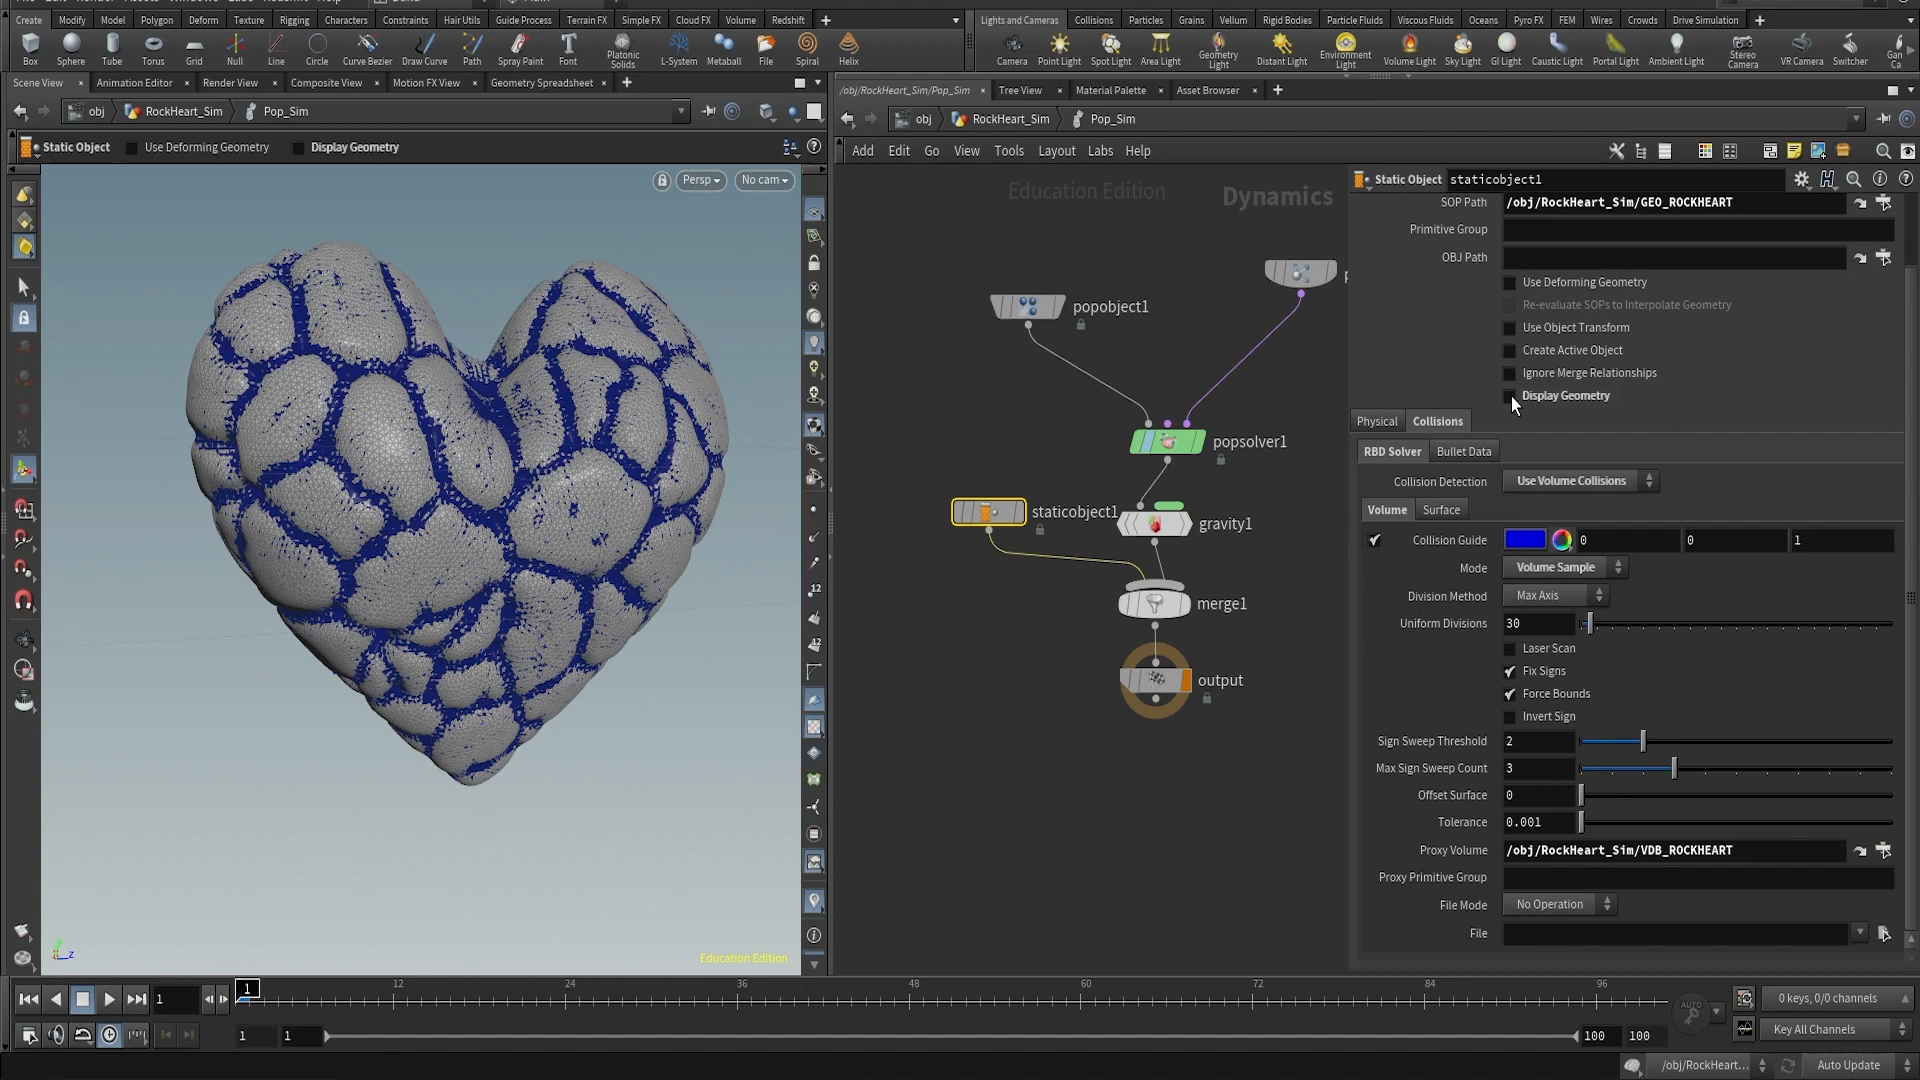 Create Modify Model Polygon Deform Texture Rigging Characters Constraints Hair Utils Guide Process Terrain FX Simple FX Cloud FX Volume Redshift
Lights and Cameras Collisions Particles Grains Vellum Rigid Bodies Particle Fluids Viscous Fluids Oceans Pyro FX FEM Wires Crowds Drive Simulation
Box Sphere Tube Torus Grid Null Line Circle Curve Bezier Draw Curve Path Spray Paint Font Platonic Solids L-System Metaball File Spiral Helix
Camera Point Light Spot Light Area Light Geometry Light Distant Light Environment Light Volume Light Sky Light GI Light Caustic Light Portal Light Ambient Light Stereo Camera VR Camera Switcher Gan Ca
Scene View Animation Editor Render View Composite View Motion FX View Geometry Spreadsheet
/obj/RockHeart_Sim/Pop_Sim Tree View Material Palette Asset Browser
obj RockHeart_Sim Pop_Sim
obj RockHeart_Sim Pop_Sim
Static Object Use Deforming Geometry Display Geometry
Add Edit Go View Tools Layout Labs Help
Persp No cam
Education Edition
Dynamics
popobject1
popsolver1
staticobject1
gravity1
merge1
output
Static Object staticobject1
SOP Path /obj/RockHeart_Sim/GEO_ROCKHEART
Primitive Group
OBJ Path
Use Deforming Geometry
Re-evaluate SOPs to Interpolate Geometry
Use Object Transform
Create Active Object
Ignore Merge Relationships
Display Geometry
Physical Collisions
RBD Solver Bullet Data
Collision Detection Use Volume Collisions
Volume Surface
Collision Guide 0 0 1
Mode Volume Sample
Division Method Max Axis
Uniform Divisions 30
Laser Scan
Fix Signs
Force Bounds
Invert Sign
Sign Sweep Threshold 2
Max Sign Sweep Count 3
Offset Surface 0
Tolerance 0.001
Proxy Volume /obj/RockHeart_Sim/VDB_ROCKHEART
Proxy Primitive Group
File Mode No Operation
File
Education Edition
z
1 1 12 24 36 48 60 72 84 96
AUTO
0 keys, 0/0 channels
1 1 100 100
Key All Channels
/obj/RockHeart... Auto Update